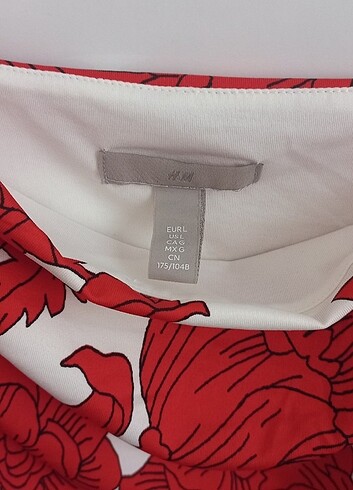 H&M
EUR L
US L
CA G
MX G
CN
175/104B